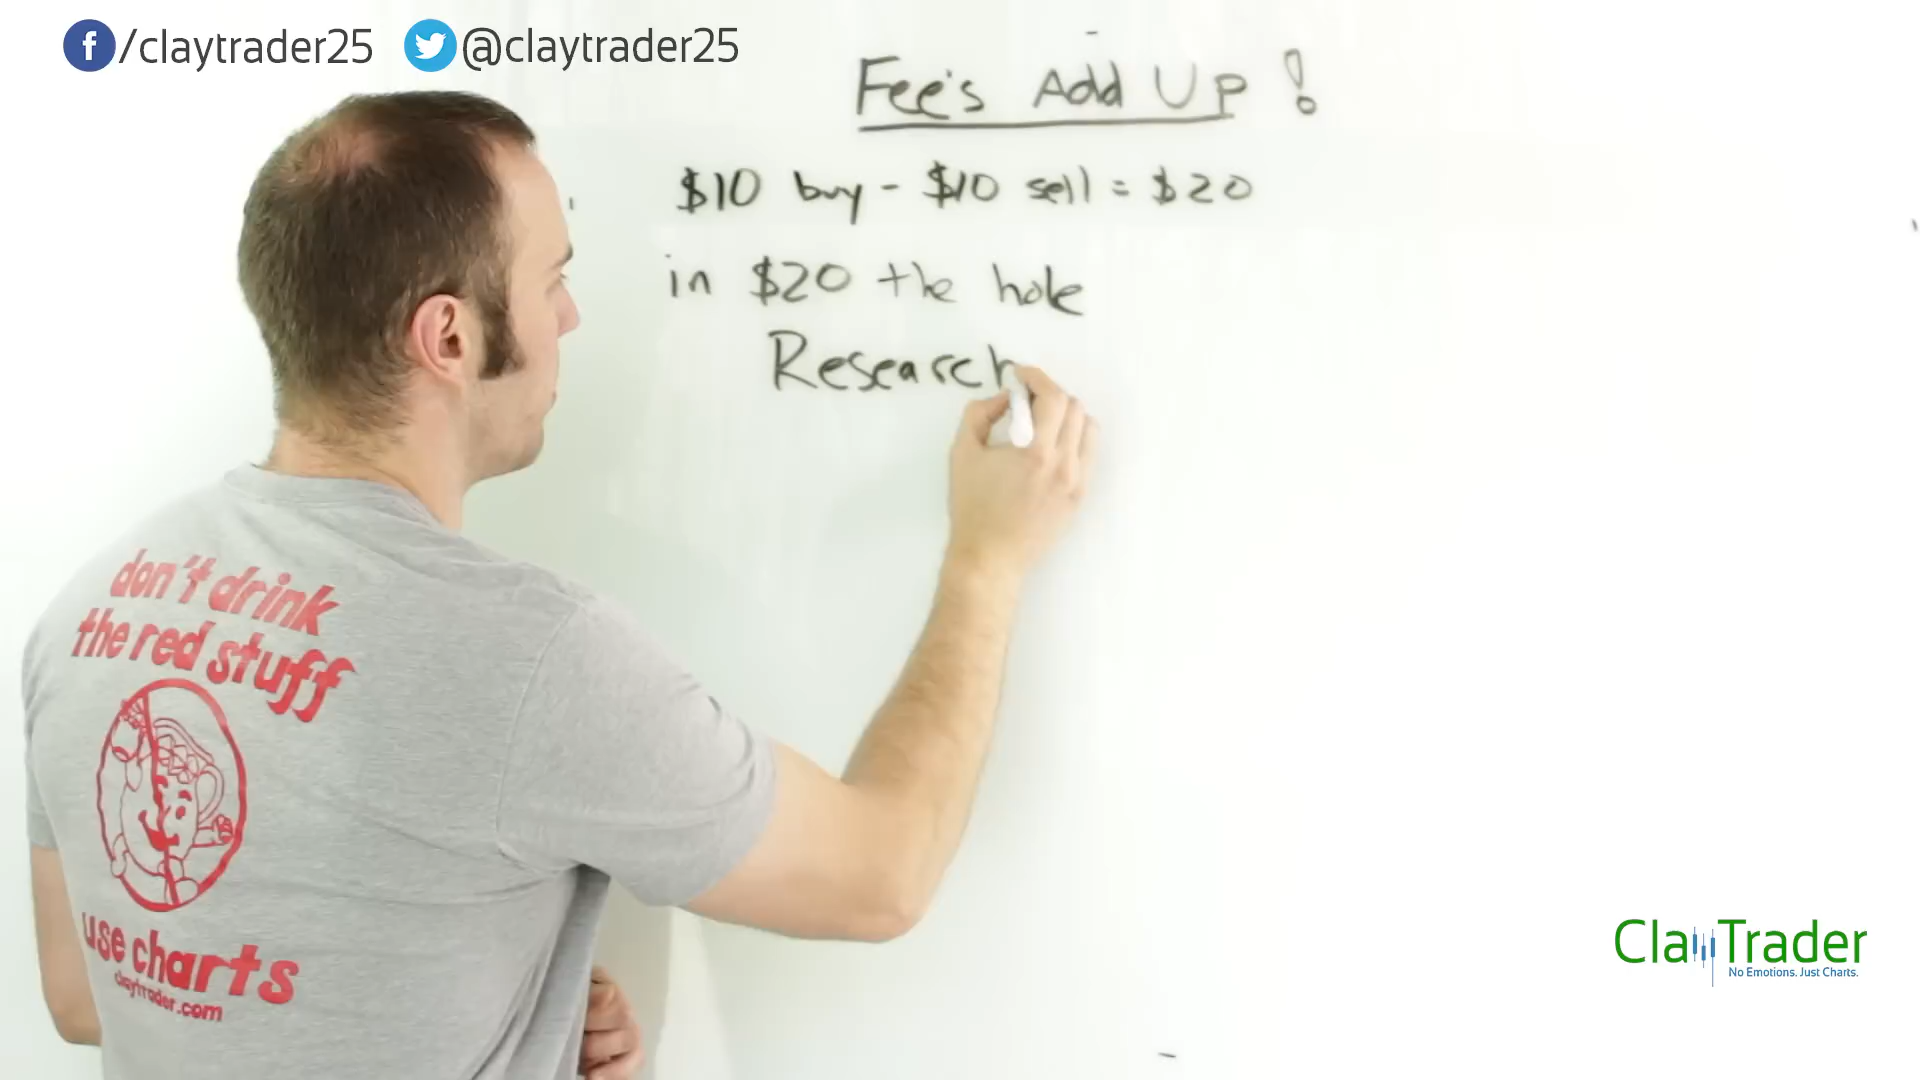 f/claytrader25 @claytrader25
Fee's Add Up!
$10 buy - $10 sell = $20
in $20 the hole
Research
don't drink
the red stuff
use charts
claytrader.com
ClayTrader
No Emotions. Just Charts.